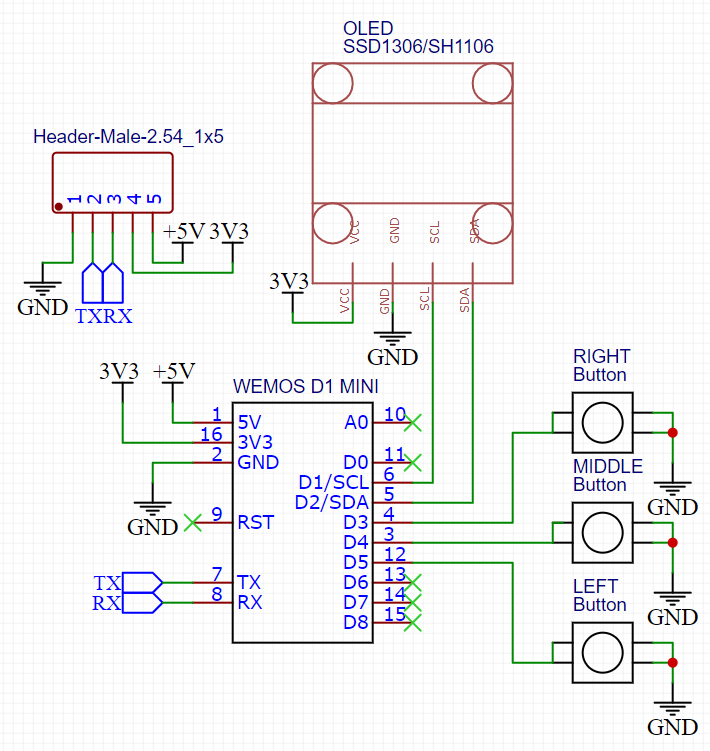 OLED
SSD1306/SH1106
Header-Male-2.54_1x5
1 2 3 4 5
+5V 3V3
GND
TX RX
VCC GND SCL SDA
VCC GND SCL SDA
3V3
GND
3V3 +5V
WEMOS D1 MINI
1 5V
16 3V3
2 GND
GND
9 RST
TX 7 TX
RX 8 RX
A0 10
D0 11
D1/SCL 6
D2/SDA 5
D3 4
D4 3
D5 12
D6 13
D7 14
D8 15
RIGHT
Button
GND
MIDDLE
Button
GND
LEFT
Button
GND